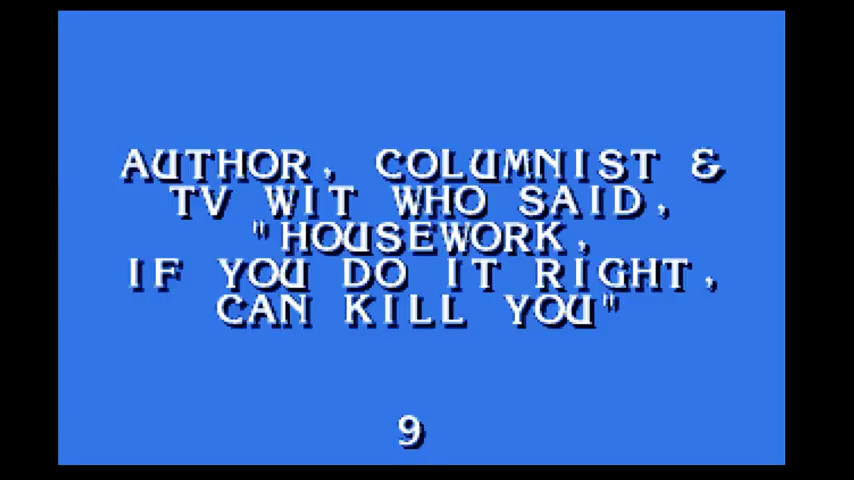 AUTHOR, COLUMNIST &
TV WIT WHO SAID,
"HOUSEWORK,
IF YOU DO IT RIGHT,
CAN KILL YOU"
9